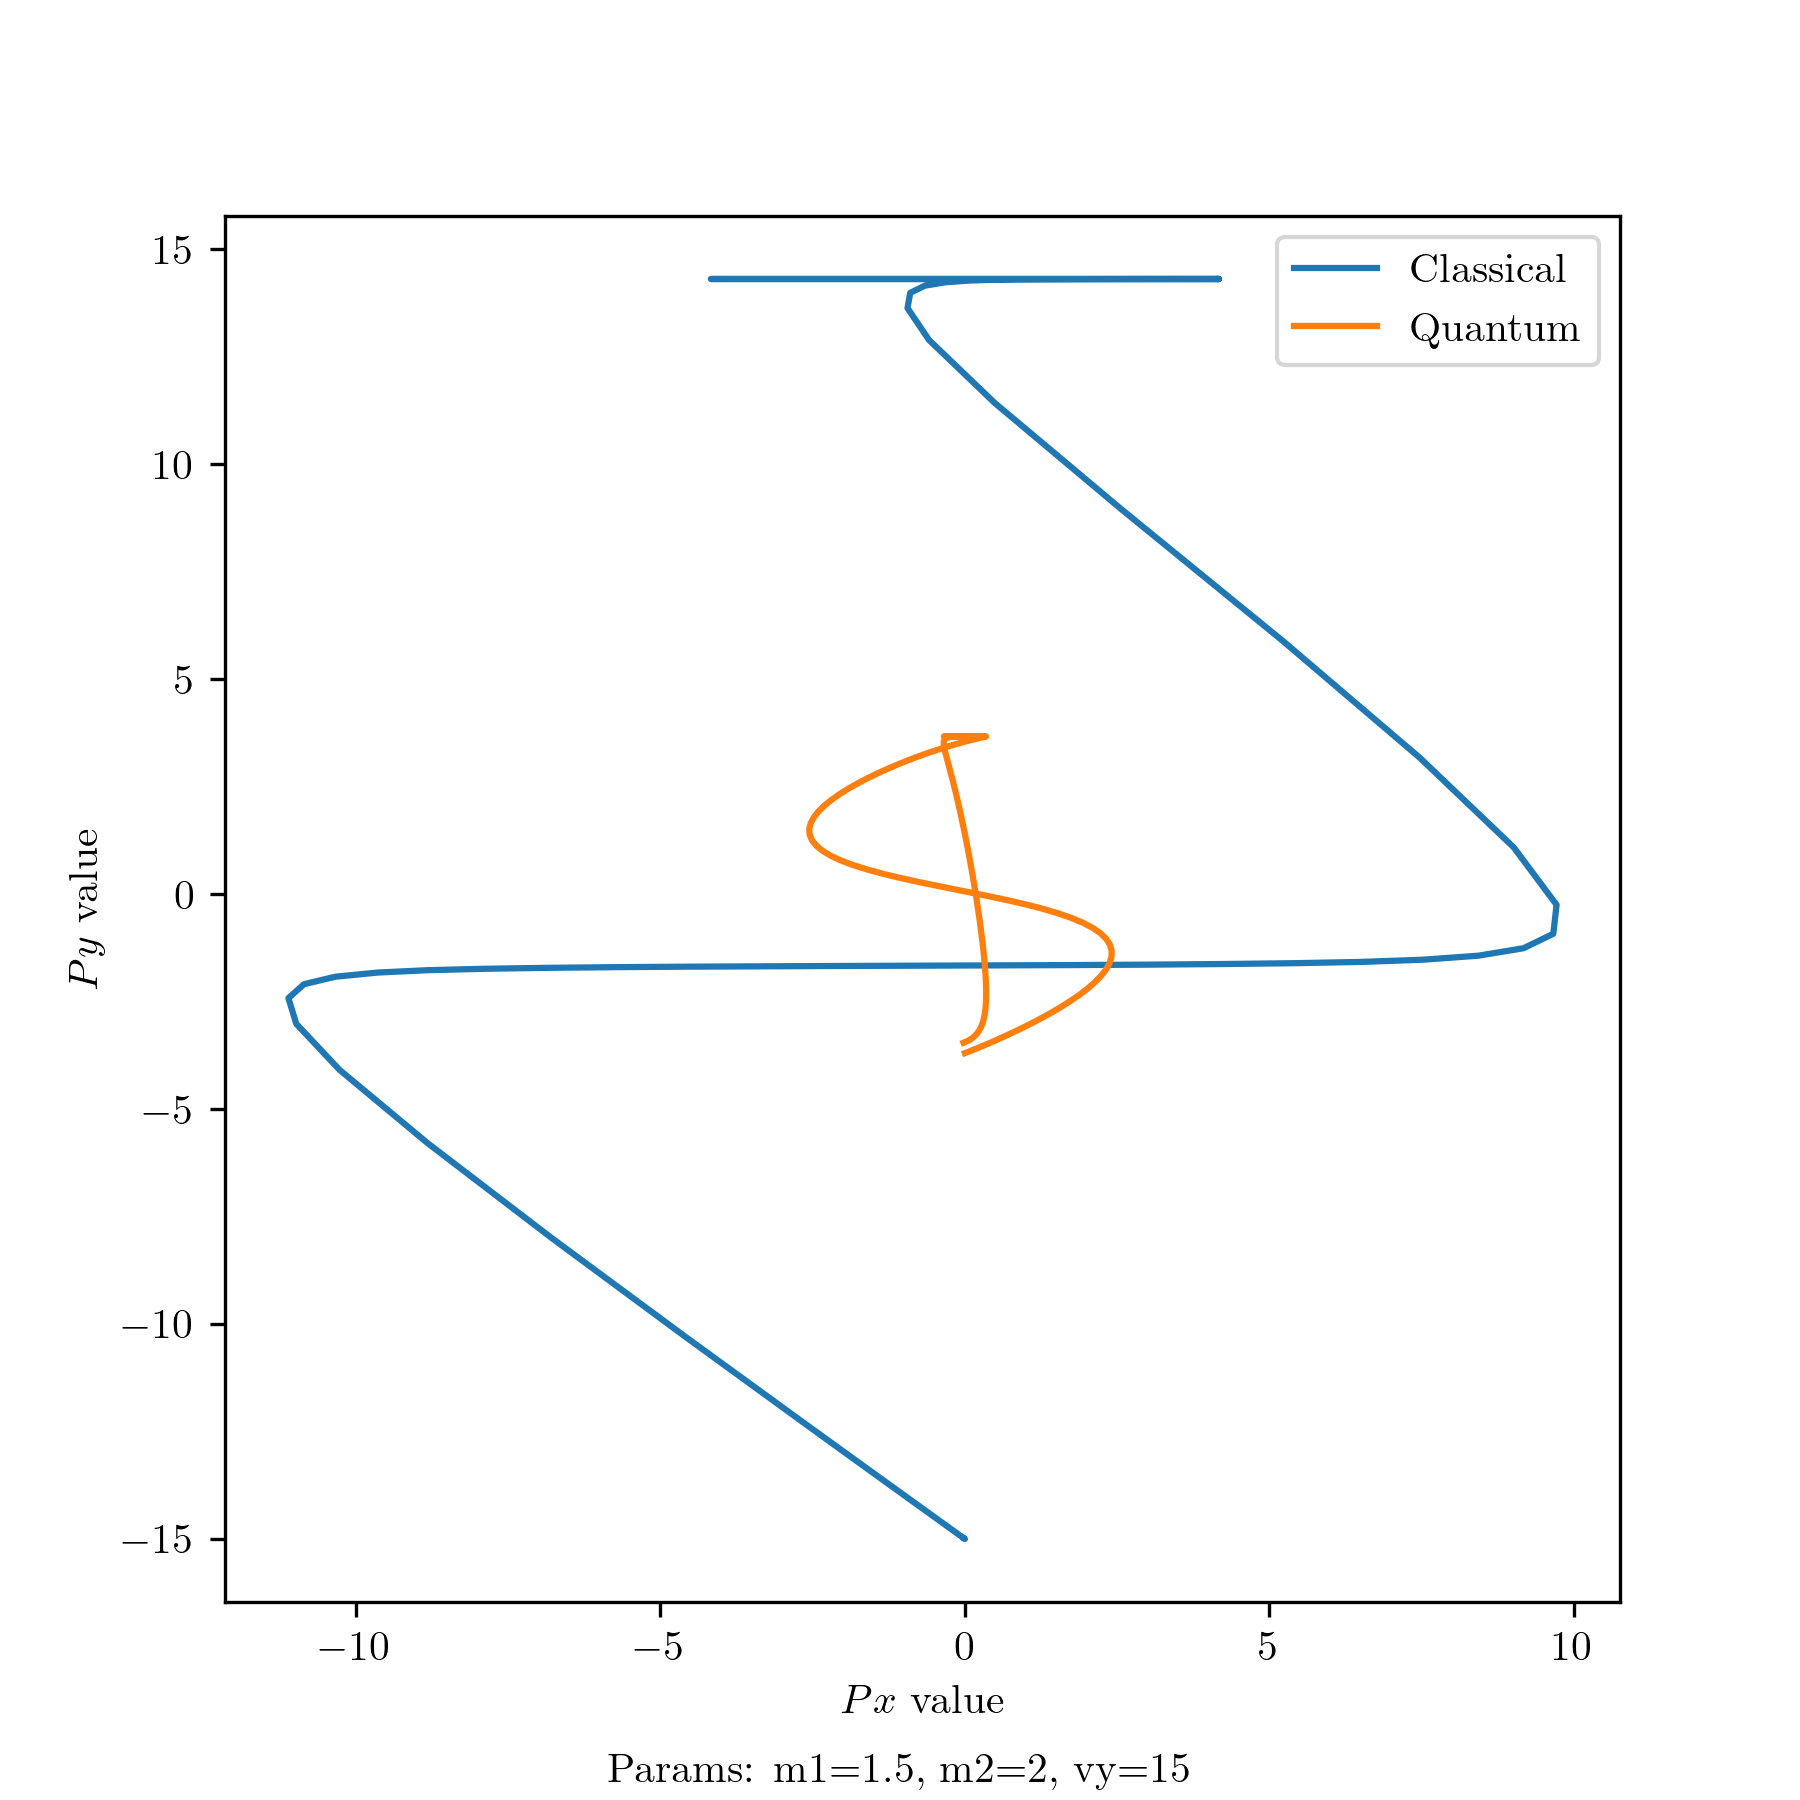 15
10
5
0
−5
−10
−15
Py value
Classical
Quantum
−10 −5 0 5 10
Px value
Params: m1=1.5, m2=2, vy=15